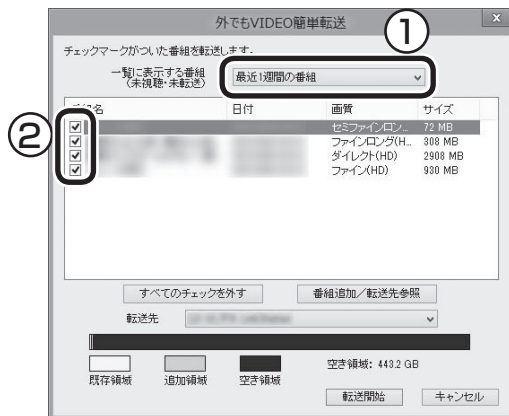 外でもVIDEO簡単転送
x
①
チェックマークがついた番組を転送します。
一覧に表示する番組
(未視聴・未転送)
最近1週間の番組
日付
画質
サイズ
②
セミファインロン...
72 MB
ファインロング(H...
308 MB
ダイレクト(HD)
2908 MB
ファイン(HD)
930 MB
すべてのチェックを外す
番組追加/転送先参照
転送先
既存領域
追加領域
空き領域
空き領域: 443.2 GB
転送開始
キャンセル